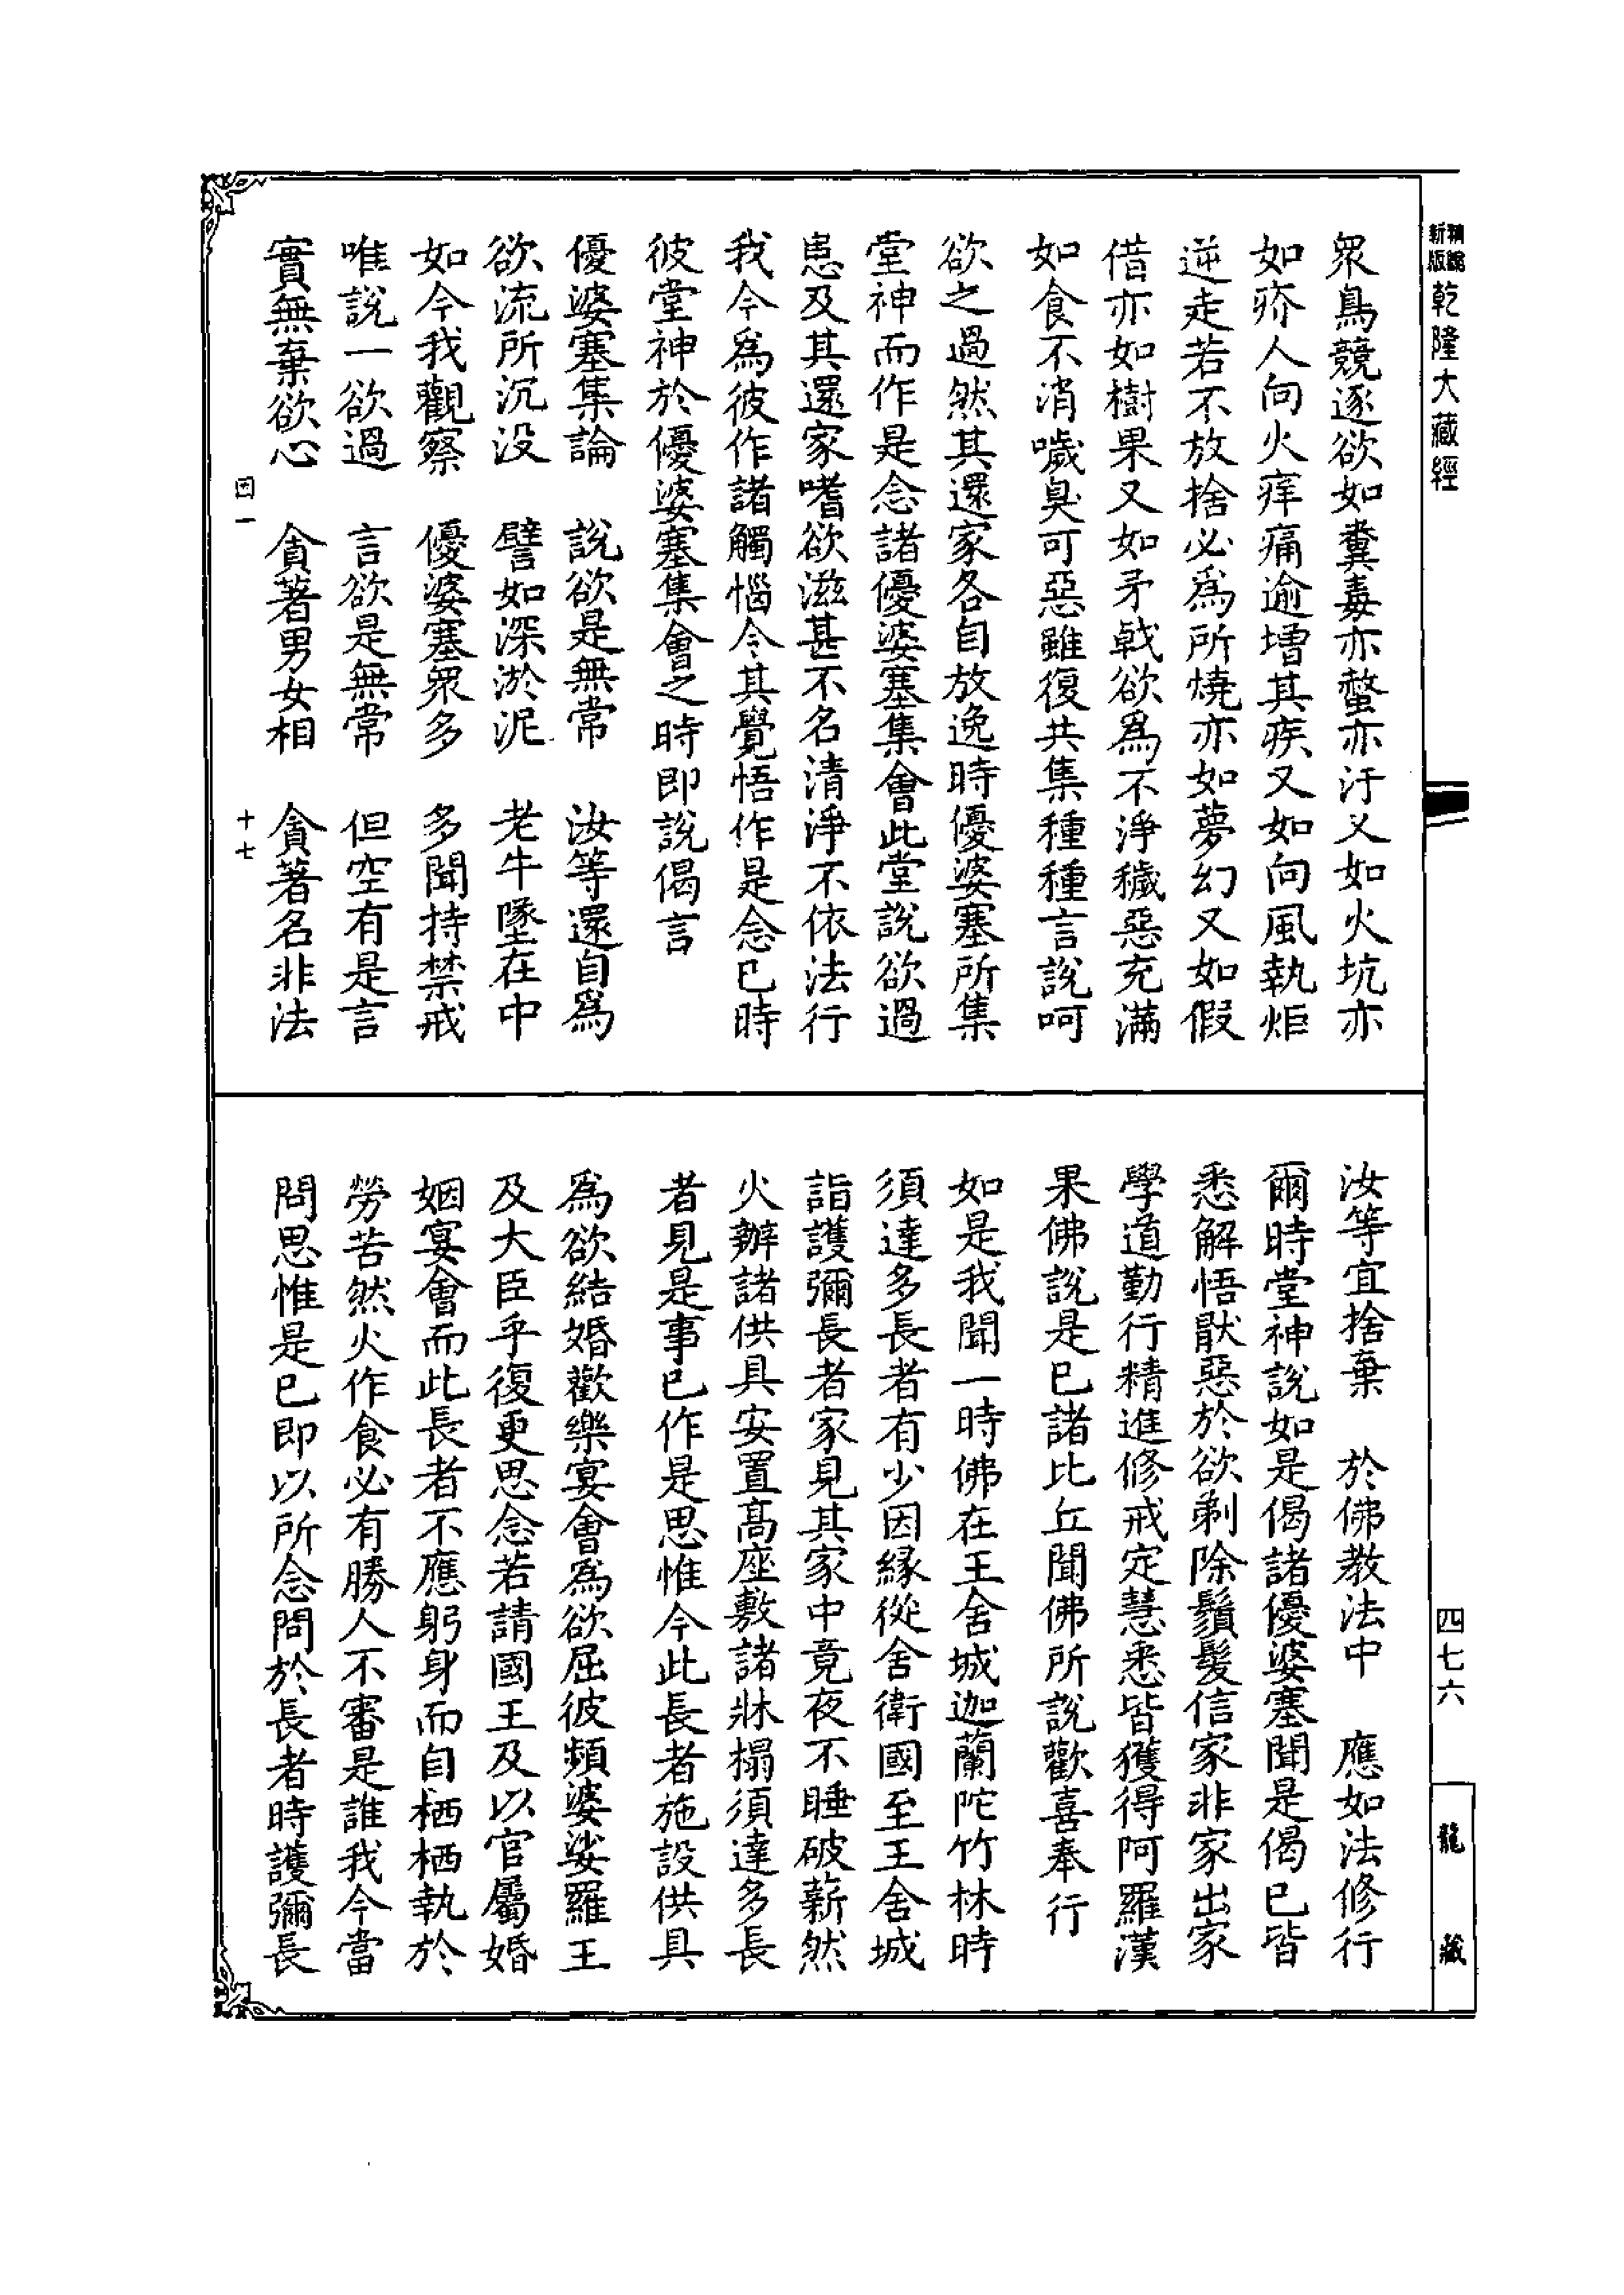 新版
乾隆大藏經
衆鳥競逐欲如糞毒亦螫亦汙又如火坑亦
如疥人向火痒痛逾增其疾又如向風執炬
逆走若不放捨必爲所燒亦如夢幻又如假
借亦如樹果又如矛戟欲爲不淨穢惡充滿
如食不消噦臭可惡雖復共集種種言說呵
欲之過然其還家各自放逸時優婆塞所集
堂神而作是念諸優婆塞集會此堂說欲過
患及其還家嗜欲滋甚不名清淨不依法行
我今爲彼作諸觸惱令其覺悟作是念已時
彼堂神於優婆塞集會之時即說偈言
優婆塞集論　說欲是無常　汝等還自爲
欲流所沉没　譬如深淤泥　老牛墜在中
如今我觀察　優婆塞衆多　多聞持禁戒
唯說一欲過　言欲是無常　但空有是言
實無棄欲心　貪著男女相　貪著名非法
因一　十七
汝等宜捨棄　於佛教法中　應如法修行
爾時堂神說如是偈諸優婆塞聞是偈已皆
悉解悟猒惡於欲剃除鬚髮信家非家出家
學道勤行精進修戒定慧悉皆獲得阿羅漢
果佛說是已諸比丘聞佛所說歡喜奉行
如是我聞一時佛在王舍城迦蘭陀竹林時
須達多長者有少因緣從舍衛國至王舍城
詣護彌長者家見其家中竟夜不睡破薪然
火辦諸供具安置高座敷諸牀榻須達多長
者見是事已作是思惟今此長者施設供具
爲欲結婚歡樂宴會爲欲屈彼頻婆娑羅王
及大臣乎復更思念若請國王及以官屬婚
姻宴會而此長者不應躬身而自栖栖執於
勞苦然火作食必有勝人不審是誰我今當
問思惟是已即以所念問於長者時護彌長
四七六
龍藏